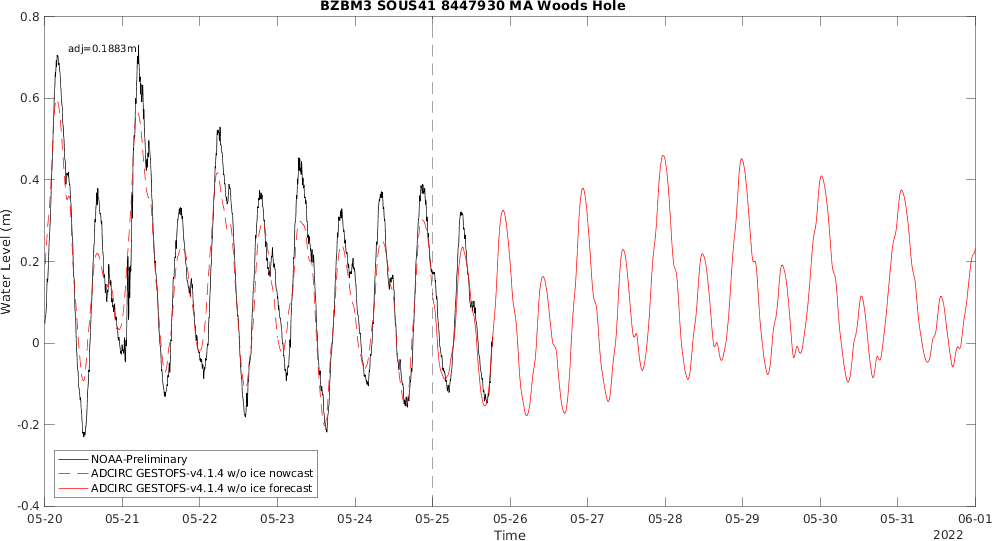 BZBM3 SOUS41 8447930 MA Woods Hole
adj=0.1883m
0.8
0.6
0.4
0.2
0
-0.2
-0.4
Water Level (m)
NOAA-Preliminary
ADCIRC GESTOFS-v4.1.4 w/o ice nowcast
ADCIRC GESTOFS-v4.1.4 w/o ice forecast
05-20 05-21 05-22 05-23 05-24 05-25 05-26 05-27 05-28 05-29 05-30 05-31 06-01
Time
2022